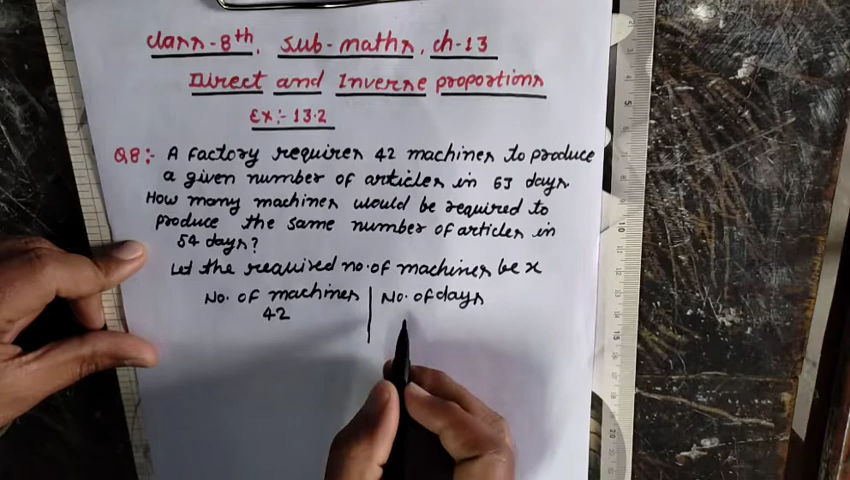 Class-8th, Sub-maths, ch-13
Direct and Inverse proportions
Ex:- 13.2
Q8:- A factory requires 42 machines to produce
a given number of articles in 63 days.
How many machines would be required to
produce the same number of articles in
54 days?
Let the required no. of machines be x
No. of machines | No. of days
42